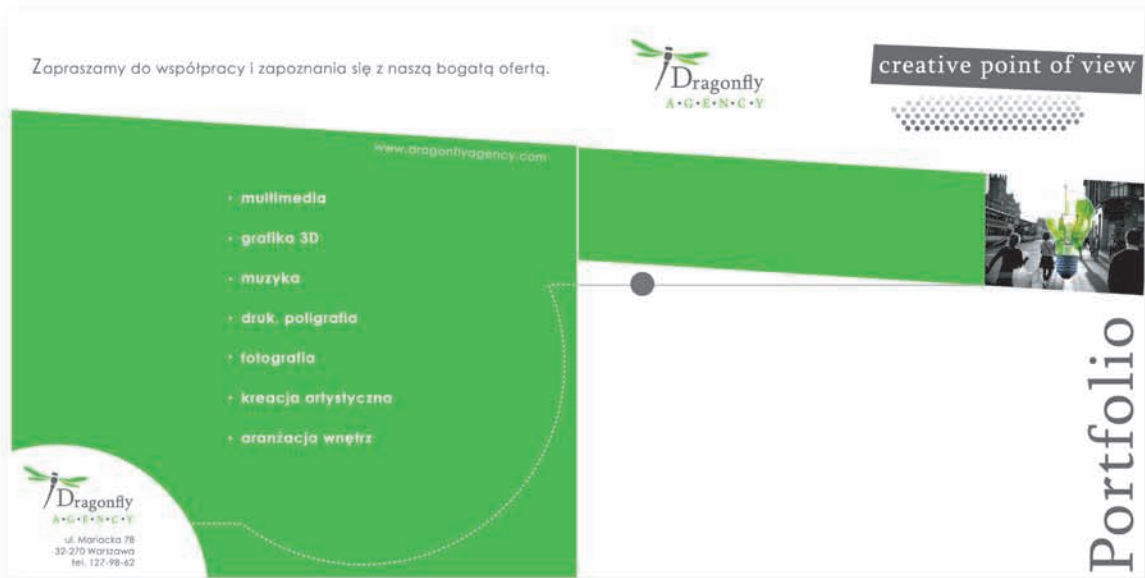 Zapraszamy do współpracy i zapoznania się z naszą bogatą ofertą.
www.dragonflyagency.com
· multimedia
· grafika 3D
· muzyka
· druk, poligrafia
· fotografia
· kreacja artystyczna
· aranżacja wnętrz
Dragonfly
A•G•E•N•C•Y
ul. Mariacka 78
32-270 Warszawa
tel. 127-98-62
Dragonfly
A•G•E•N•C•Y
creative point of view
Portfolio